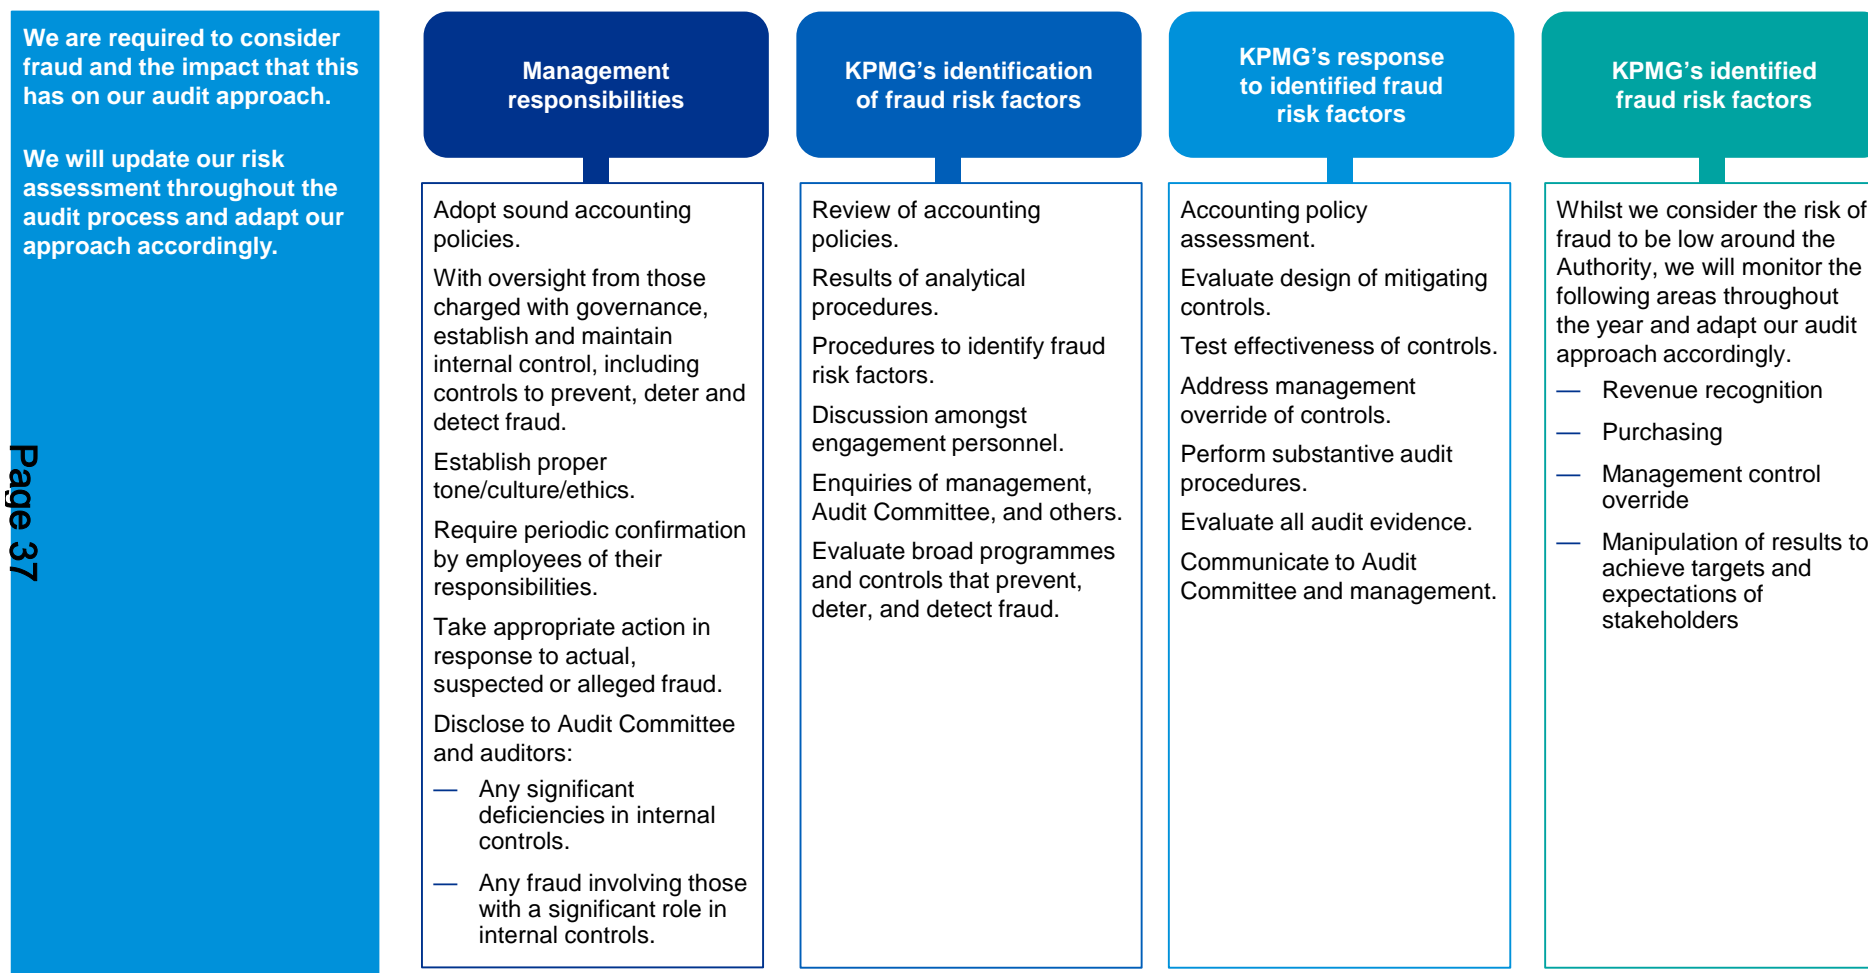 We are required to consider
fraud and the impact that this
has on our audit approach.
We will update our risk
assessment throughout the
audit process and adapt our
approach accordingly.
Page 37
Management
responsibilities
Adopt sound accounting
policies.
With oversight from those
charged with governance,
establish and maintain
internal control, including
controls to prevent, deter and
detect fraud.
Establish proper
tone/culture/ethics.
Require periodic confirmation
by employees of their
responsibilities.
Take appropriate action in
response to actual,
suspected or alleged fraud.
Disclose to Audit Committee
and auditors:
— Any significant
deficiencies in internal
controls.
— Any fraud involving those
with a significant role in
internal controls.
KPMG’s identification
of fraud risk factors
Review of accounting
policies.
Results of analytical
procedures.
Procedures to identify fraud
risk factors.
Discussion amongst
engagement personnel.
Enquiries of management,
Audit Committee, and others.
Evaluate broad programmes
and controls that prevent,
deter, and detect fraud.
KPMG’s response
to identified fraud
risk factors
Accounting policy
assessment.
Evaluate design of mitigating
controls.
Test effectiveness of controls.
Address management
override of controls.
Perform substantive audit
procedures.
Evaluate all audit evidence.
Communicate to Audit
Committee and management.
KPMG’s identified
fraud risk factors
Whilst we consider the risk of
fraud to be low around the
Authority, we will monitor the
following areas throughout
the year and adapt our audit
approach accordingly.
— Revenue recognition
— Purchasing
— Management control
override
— Manipulation of results to
achieve targets and
expectations of
stakeholders